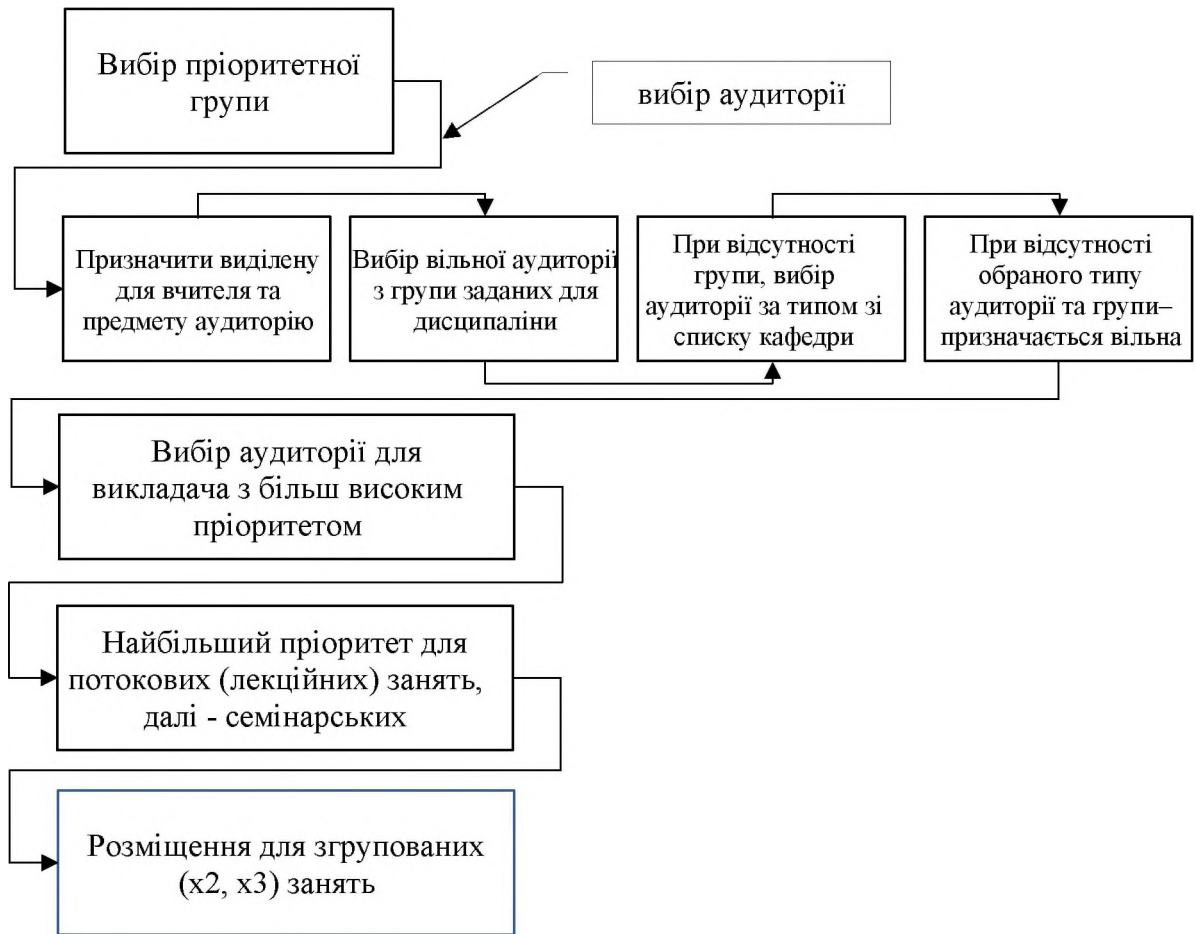 Вибір пріоритетної
групи
вибір аудиторії
Призначити виділену
для вчителя та
предмету аудиторію
Вибір вільної аудиторії
з групи заданих для
дисципаліни
При відсутності
групи, вибір
аудиторії за типом зі
списку кафедри
При відсутності
обраного типу
аудиторії та групи–
призначається вільна
Вибір аудиторії для
викладача з більш високим
пріоритетом
Найбільший пріоритет для
потокових (лекційних) занять,
далі - семінарських
Розміщення для згрупованих
(х2, х3) занять